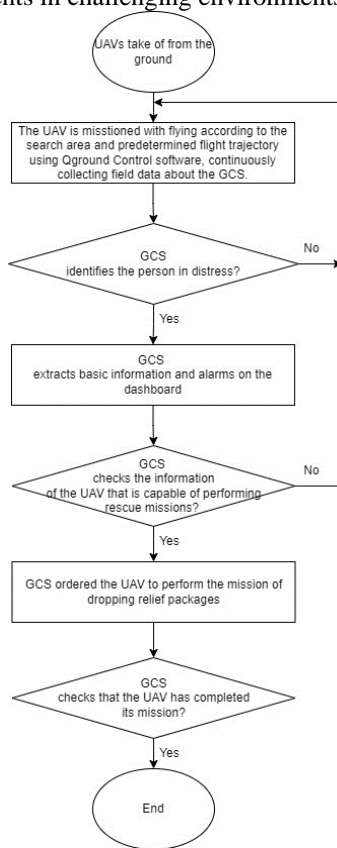 ents in challenging environments
UAVs take of from the
ground
The UAV is misstioned with flying according to the
search area and predetermined flight trajectory
using Qground Control software, continuously
collecting field data about the GCS.
GCS
identifies the person in distress?
No
Yes
GCS
extracts basic information and alarms on the
dashboard
GCS
checks the information
of the UAV that is capable of performing
rescue missions?
No
Yes
GCS ordered the UAV to perform the mission of
dropping relief packages
GCS
checks that the UAV has completed
its mission?
Yes
End